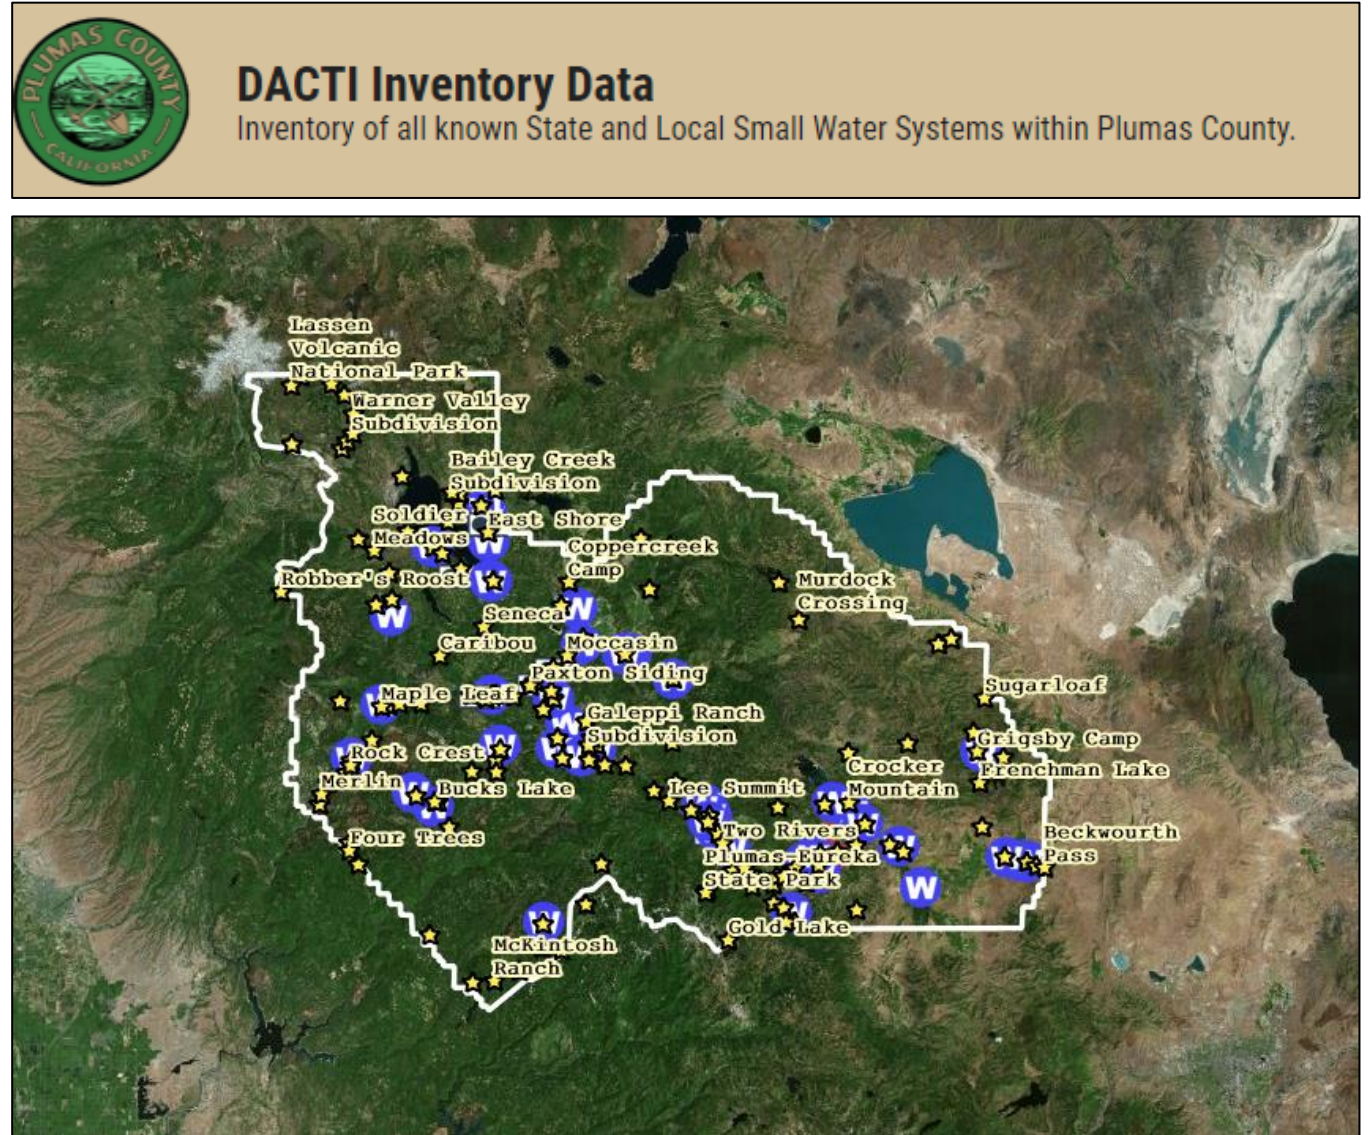 PLUMAS COUNTY
CALIFORNIA
DACTI Inventory Data
Inventory of all known State and Local Small Water Systems within Plumas County.
Lassen
Volcanic
National Park
Warner Valley
Subdivision
Bailey Creek
Subdivision
Soldier
Meadows
East Shore
W
Coppercreek
Camp
Robber's Roost
W
Murdock
Crossing
Seneca
W
W
Caribou
Moccasin
Paxton Siding
Sugarloaf
Maple Leaf
Galeppi Ranch
Subdivision
W
Grigsby Camp
Rock Crest
W
Crocker
Mountain
Frenchman Lake
Merlin
Bucks Lake
Lee Summit
Four Trees
Two Rivers
Beckwourth
Pass
Plumas-Eureka
State Park
W
W
Gold Lake
McKintosh
Ranch